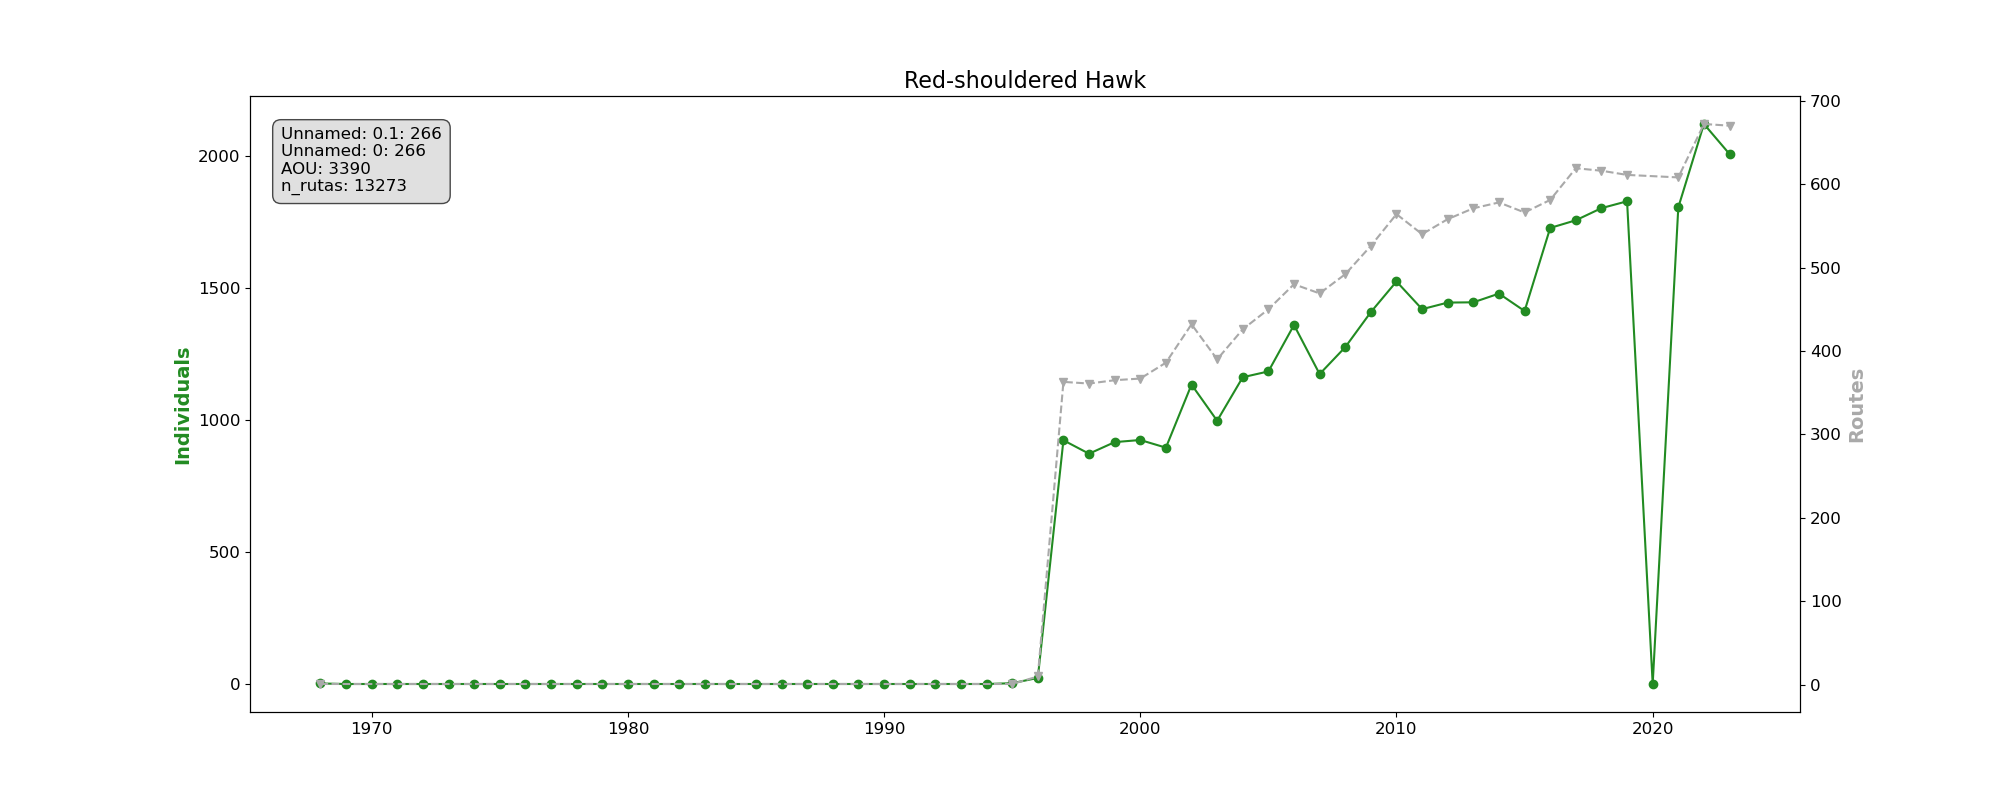 Red-shouldered Hawk
Unnamed: 0.1: 266
Unnamed: 0: 266
AOU: 3390
n_rutas: 13273
2000
1500
1000
500
0
Individuals
700
600
500
400
300
200
100
0
Routes
1970
1980
1990
2000
2010
2020